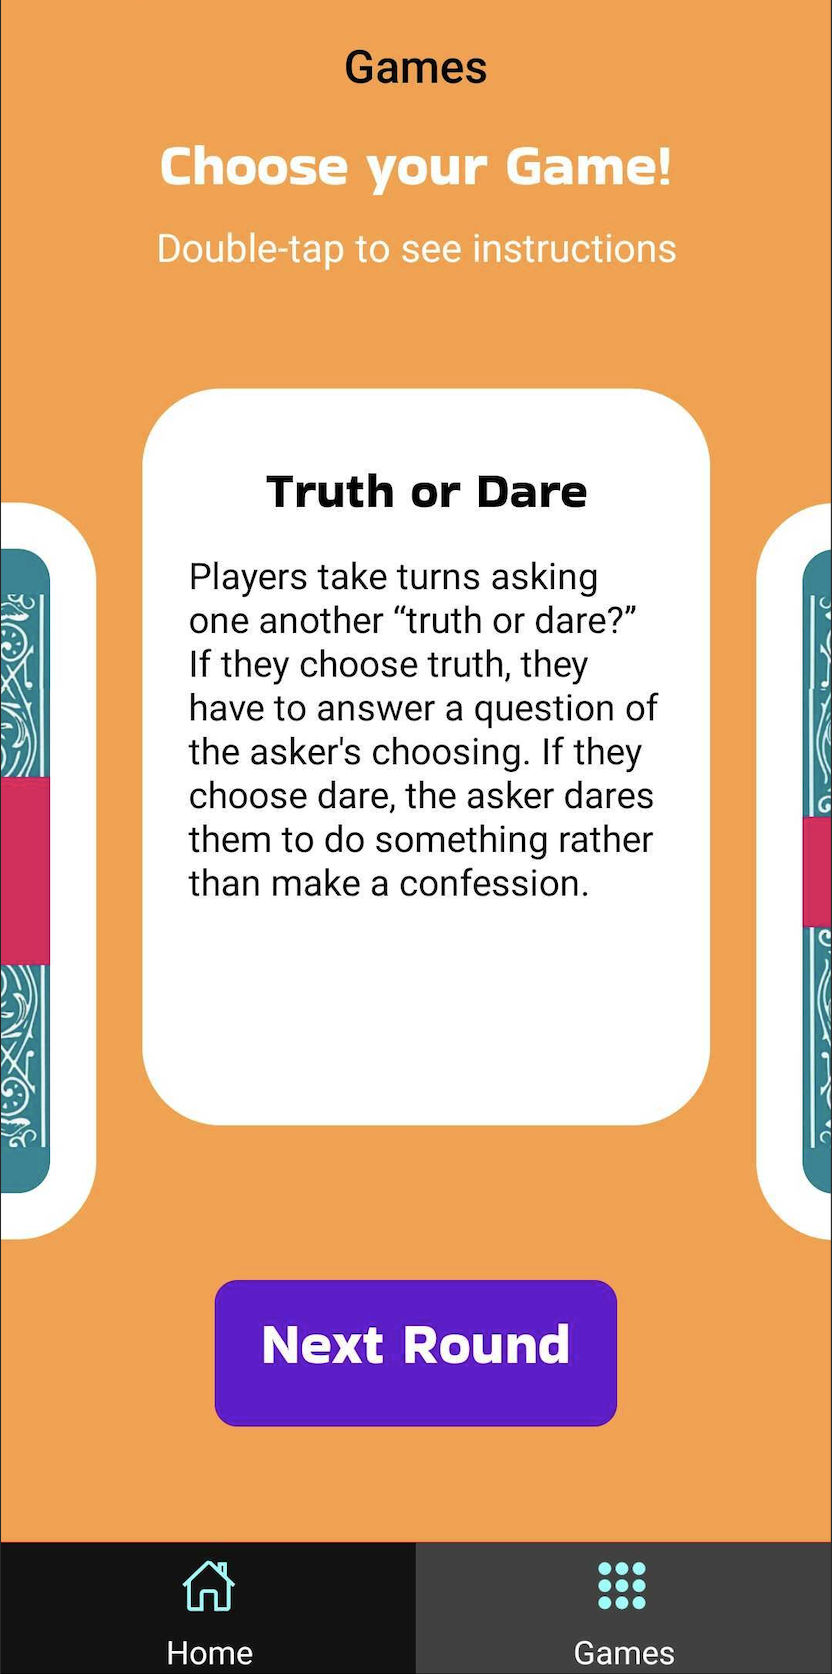 Games
Choose your Game!
Double-tap to see instructions
Truth or Dare
Players take turns asking
one another “truth or dare?”
If they choose truth, they
have to answer a question of
the asker's choosing. If they
choose dare, the asker dares
them to do something rather
than make a confession.
Next Round
Home
Games